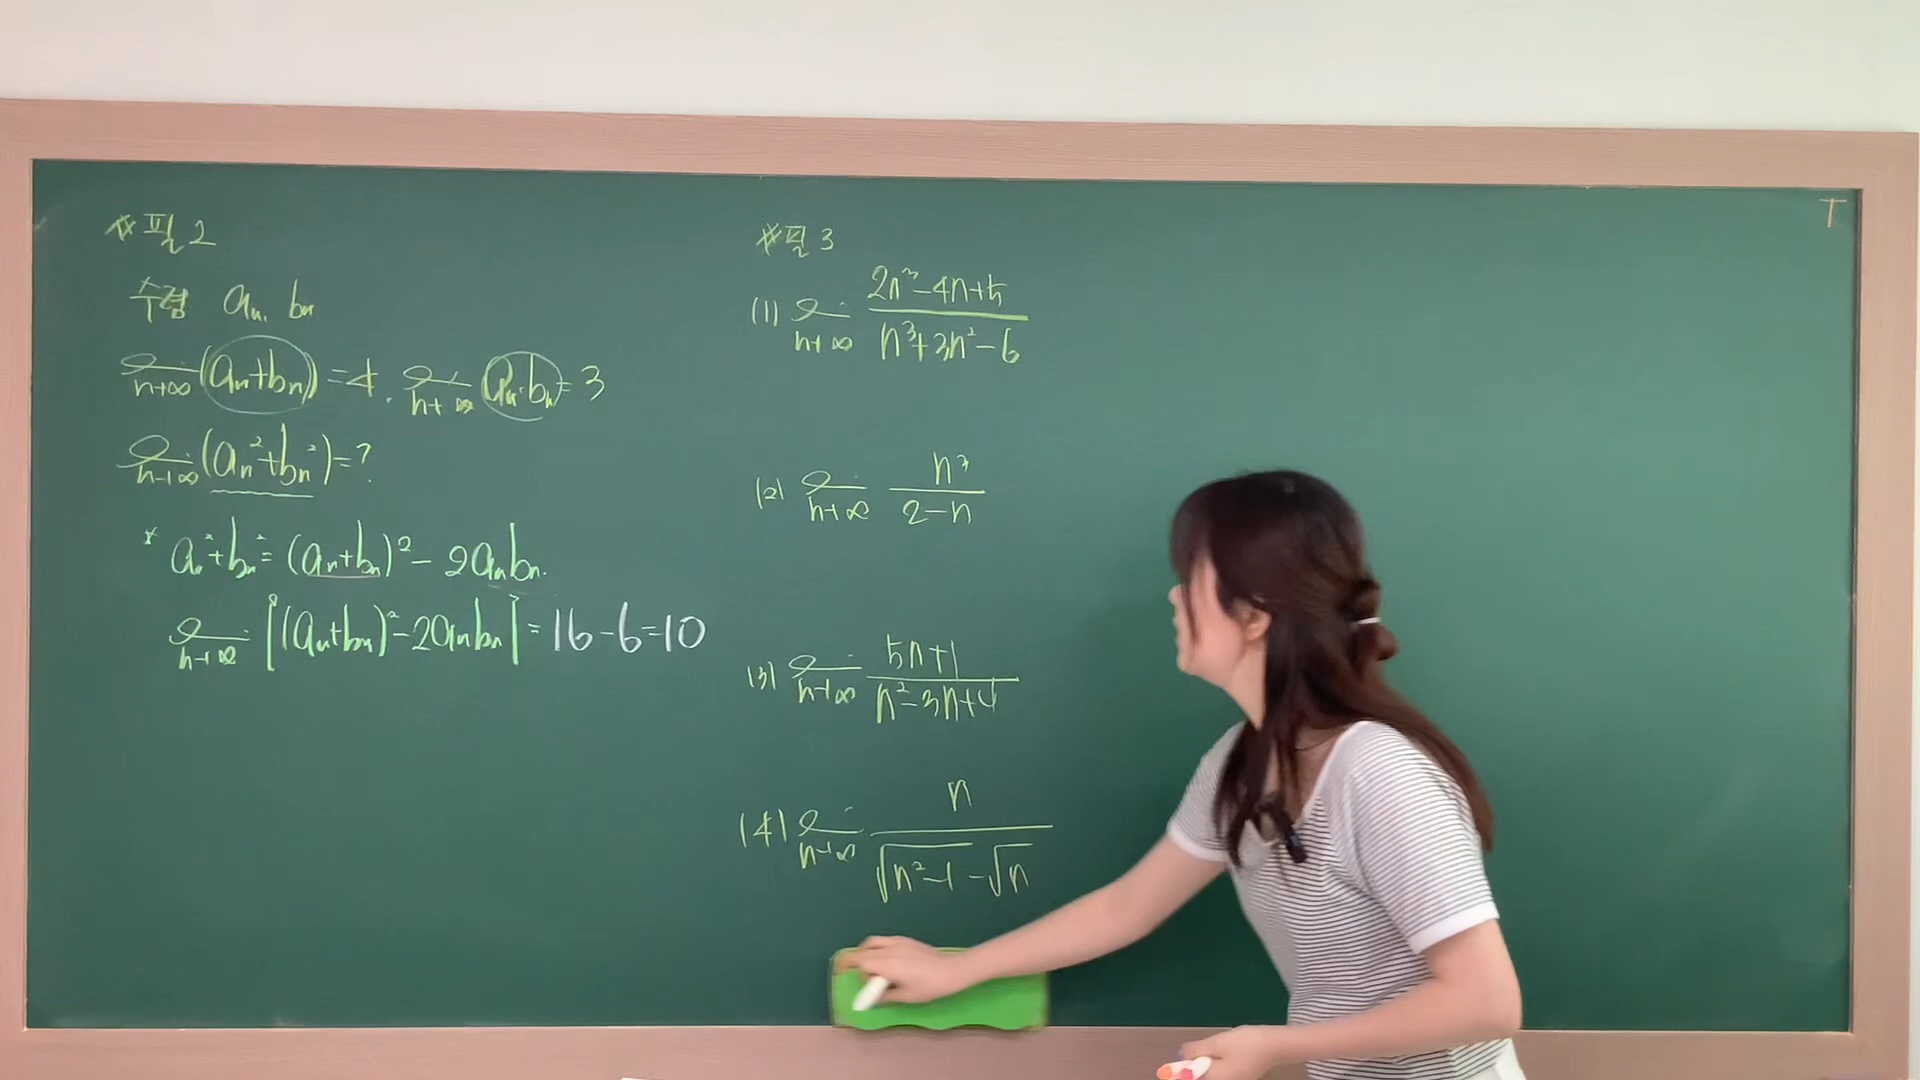 #필 2
수렴 aₙ, bₙ
lim n→∞ (aₙ+bₙ)=4, lim n→∞ aₙ·bₙ=3
lim n→∞ (aₙ²+bₙ²)=?
* aₙ²+bₙ²=(aₙ+bₙ)²-2aₙbₙ.
lim n→∞ [(aₙ+bₙ)²-2aₙbₙ]=16-6=10
#필 3
(1) lim n→∞ (2n³-4n+5)/(n³+3n²-6)
(2) lim n→∞ n³/(2-n)
(3) lim n→∞ (5n+1)/(n²-3n+4)
(4) lim n→∞ n/(√(n²-1)-√n)
T